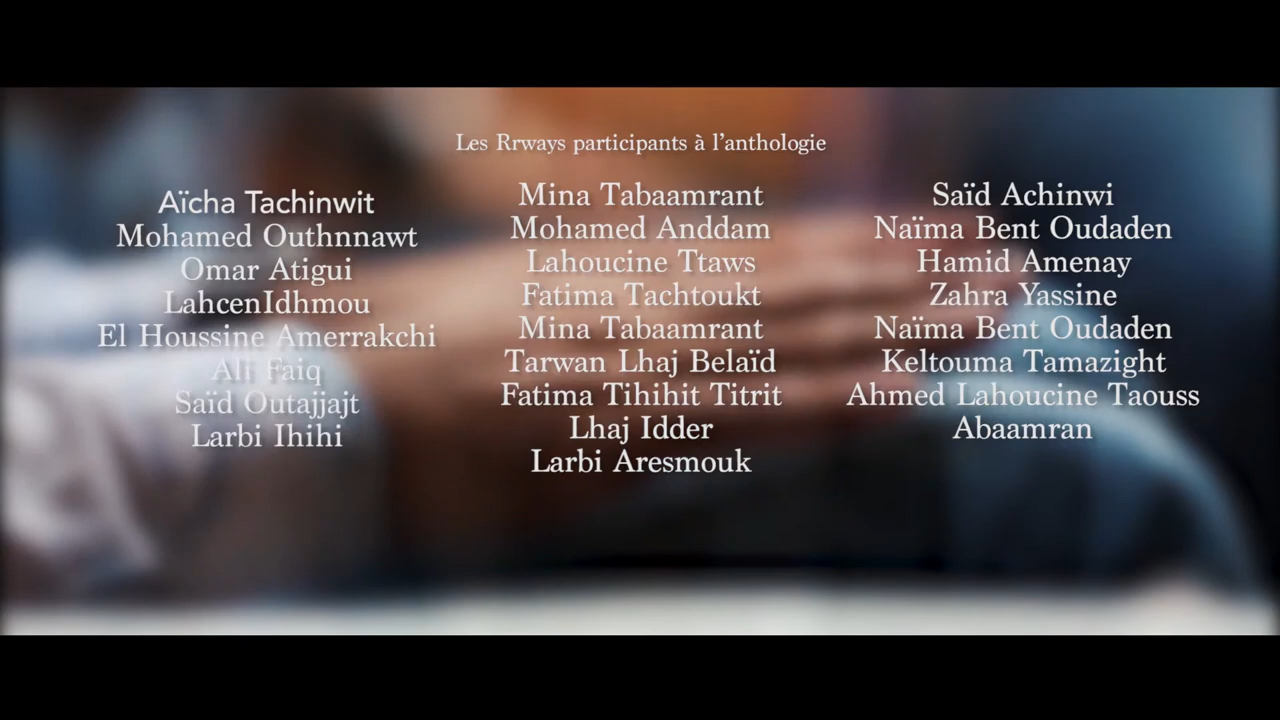 Les Rrways participants à l’anthologie
Aïcha Tachinwit
Mohamed Outhnnawt
Omar Atigui
LahcenIdhmou
El Houssine Amerrakchi
Ali Faiq
Saïd Outajjajt
Larbi Ihihi
Mina Tabaamrant
Mohamed Anddam
Lahoucine Ttaws
Fatima Tachtoukt
Mina Tabaamrant
Tarwan Lhaj Belaïd
Fatima Tihihit Titrit
Lhaj Idder
Larbi Aresmouk
Saïd Achinwi
Naïma Bent Oudaden
Hamid Amenay
Zahra Yassine
Naïma Bent Oudaden
Keltouma Tamazight
Ahmed Lahoucine Taouss
Abaamran